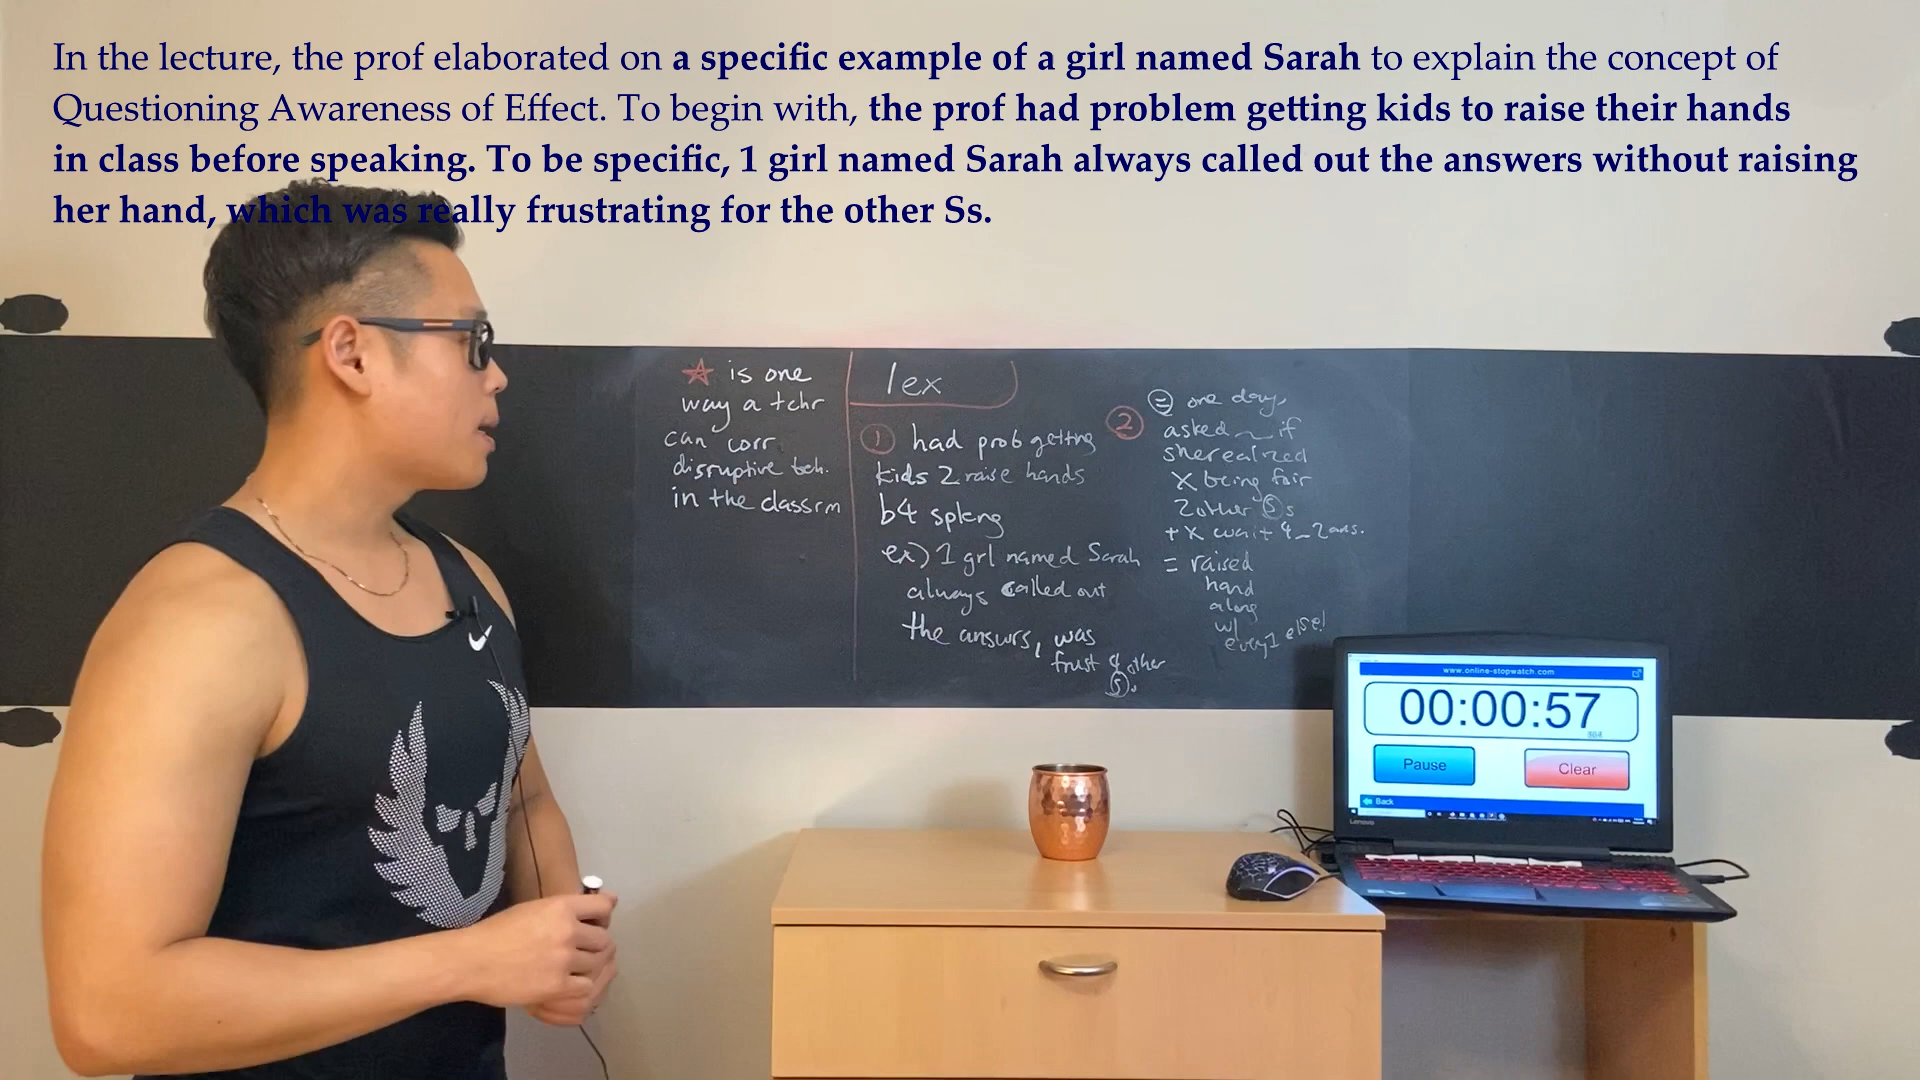 In the lecture, the prof elaborated on a specific example of a girl named Sarah to explain the concept of
Questioning Awareness of Effect. To begin with, the prof had problem getting kids to raise their hands
in class before speaking. To be specific, 1 girl named Sarah always called out the answers without raising
her hand, which was really frustrating for the other Ss.
is one
way a tchr
can corr.
disruptive beh.
in the classrm
1 ex
1 had prob getting
kids 2 raise hands
b4 spkng
ex) 1 grl named Sarah
always called out
the answrs, was
frust 4 other
S.
2
= one day,
asked ~ if
she realized
X being fair
2 other S s
+ X wait 4 _ 2 ans.
= raised
hand
along
w/
every1 else!
www.online-stopwatch.com
00:00:57
Pause
Clear
Back
Lenovo